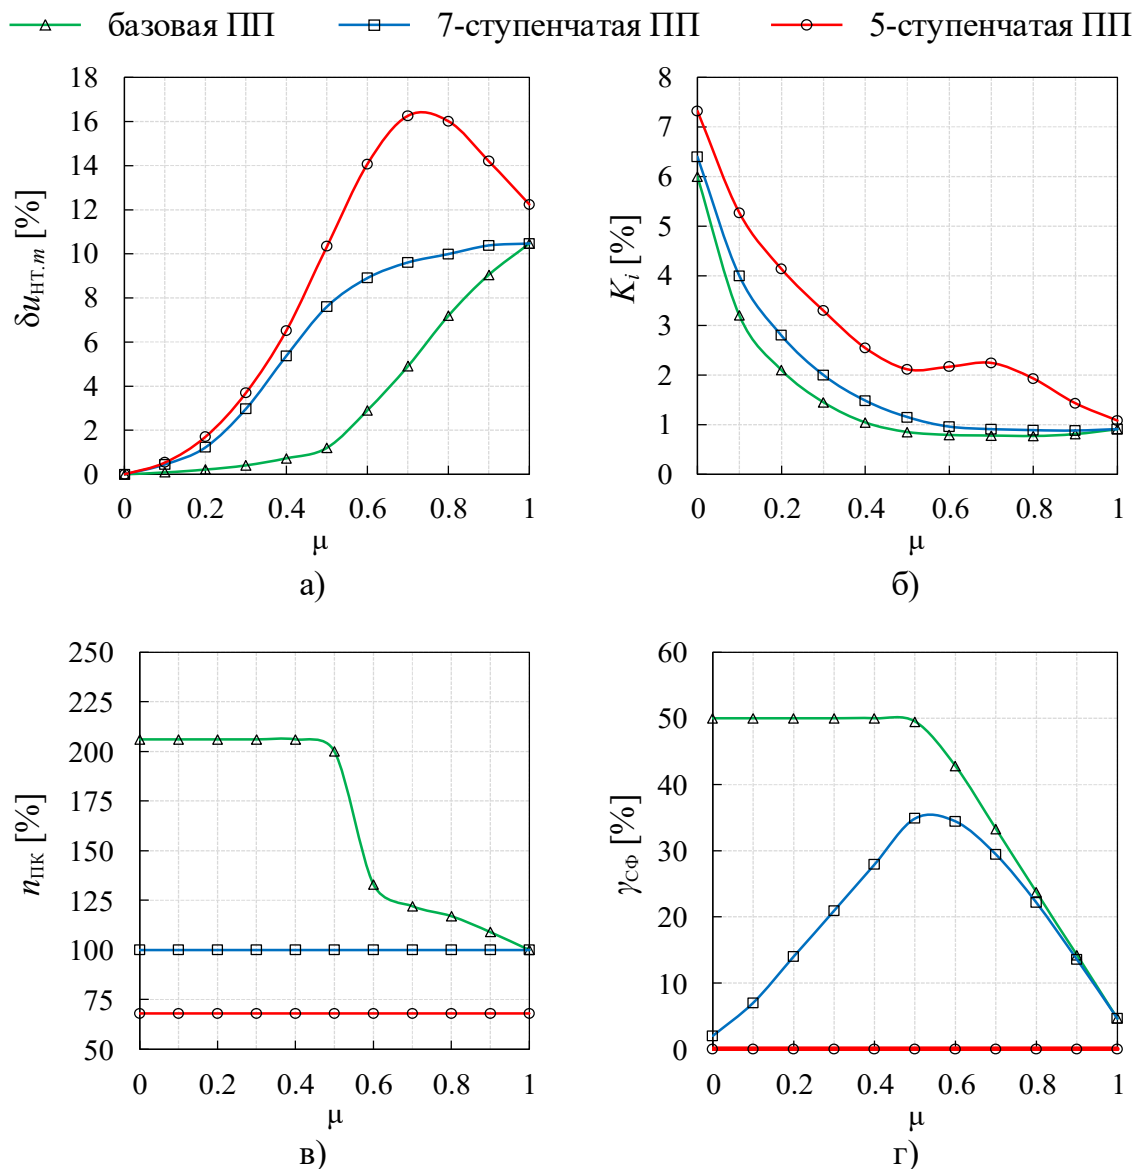 базовая ПП 7-ступенчатая ПП 5-ступенчатая ПП
δuНТ.m [%]
18
16
14
12
10
8
6
4
2
0
0 0.2 0.4 0.6 0.8 1
μ
а)
Ki [%]
8
7
6
5
4
3
2
1
0
0 0.2 0.4 0.6 0.8 1
μ
б)
nПК [%]
250
225
200
175
150
125
100
75
50
0 0.2 0.4 0.6 0.8 1
μ
в)
γСФ [%]
60
50
40
30
20
10
0
0 0.2 0.4 0.6 0.8 1
μ
г)